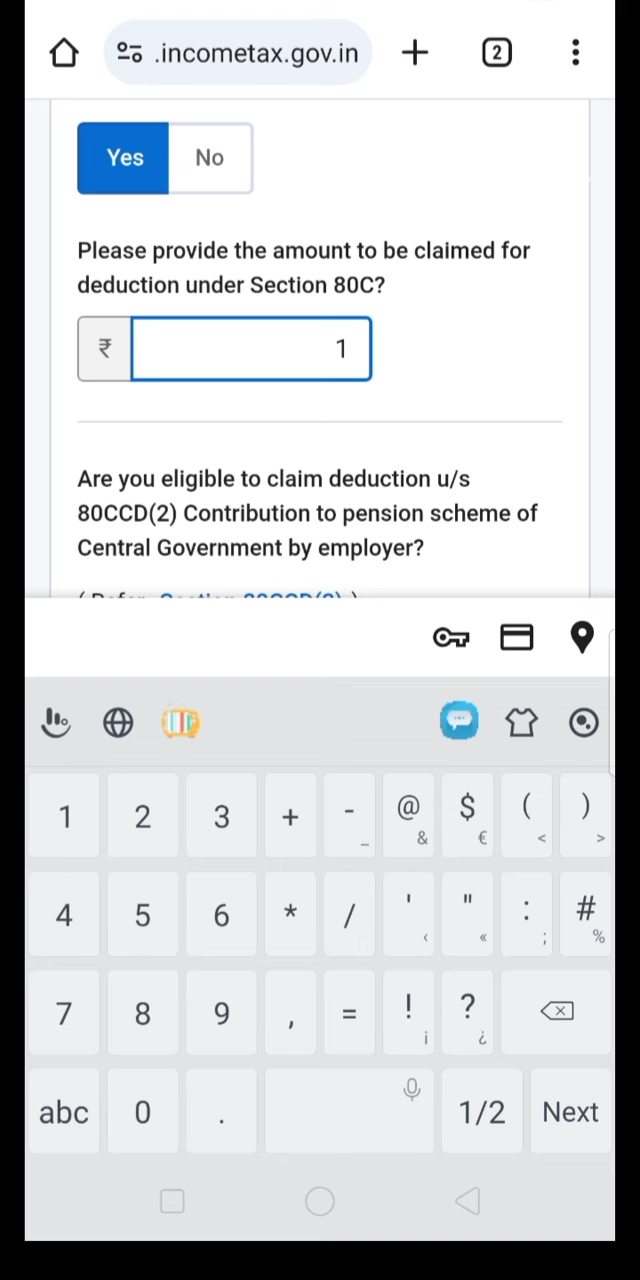 .incometax.gov.in
2
Yes No
Please provide the amount to be claimed for
deduction under Section 80C?
₹ 1
Are you eligible to claim deduction u/s
80CCD(2) Contribution to pension scheme of
Central Government by employer?
1 2 3 + - _ @ & $ € ( < ) >
4 5 6 * / ' ‹ " « : ; # %
7 8 9 , = ! ¡ ? ¿
abc 0 . 1/2 Next